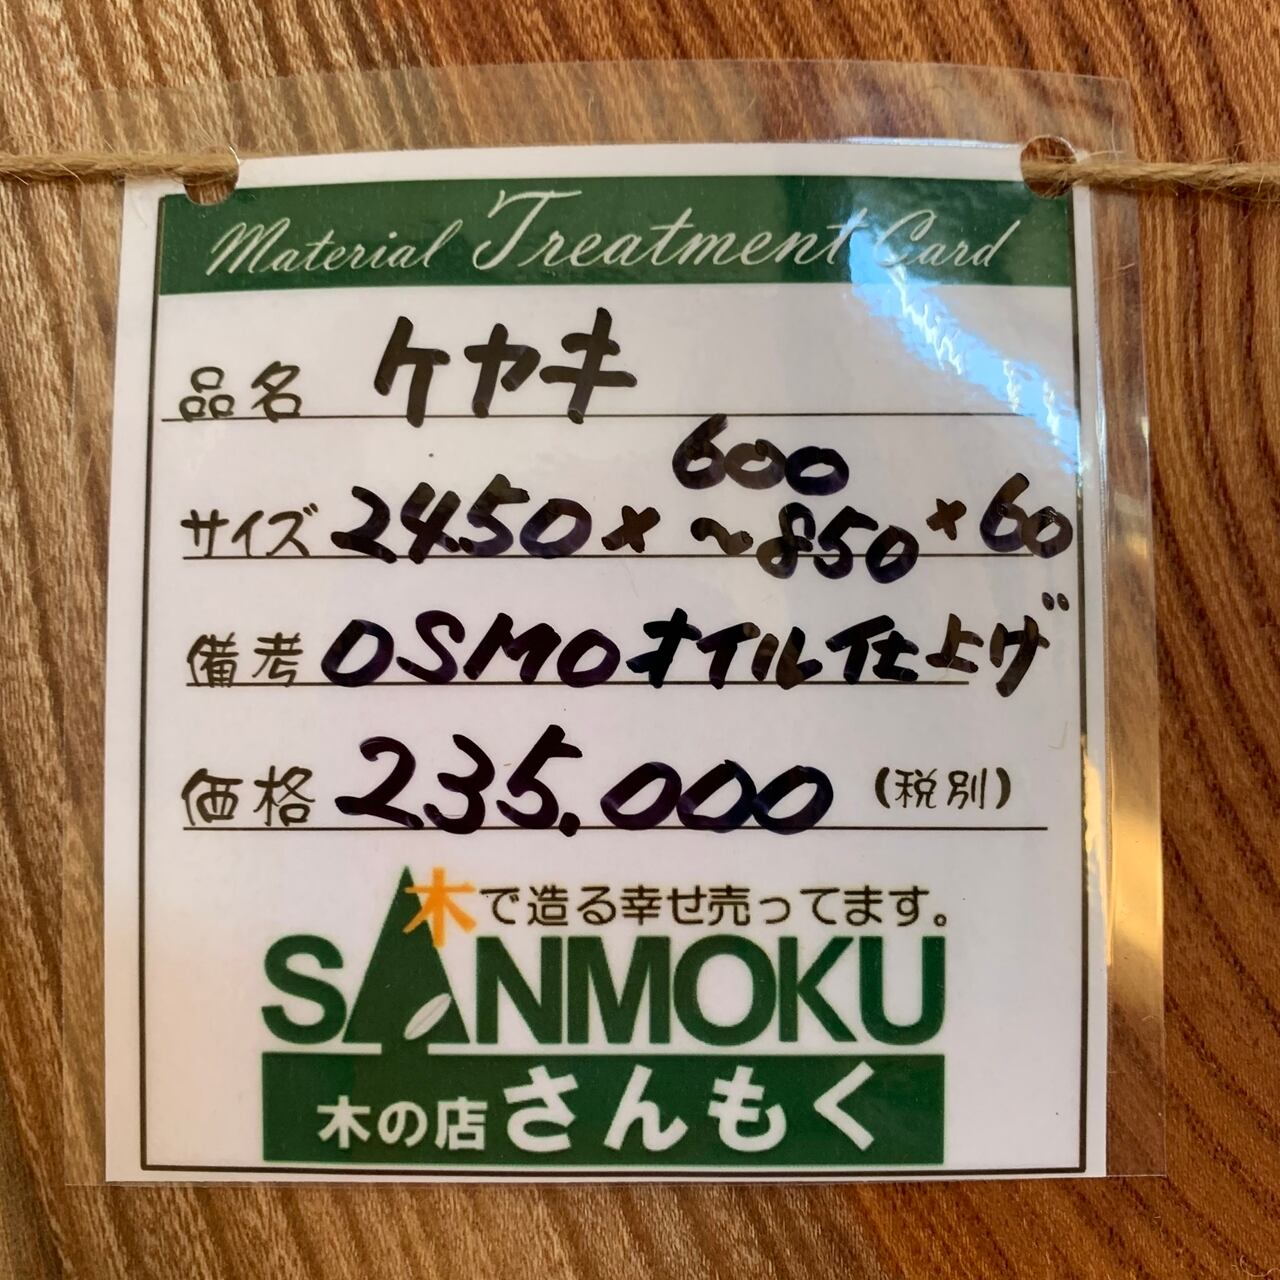 Material Treatment Card
品名 ケヤキ
サイズ 2450 × 600 ~850 × 60
備考 OSMOオイル仕上げ
価格 235.000 (税別)
木で造る幸せ売ってます。
SANMOKU
木の店 さんもく